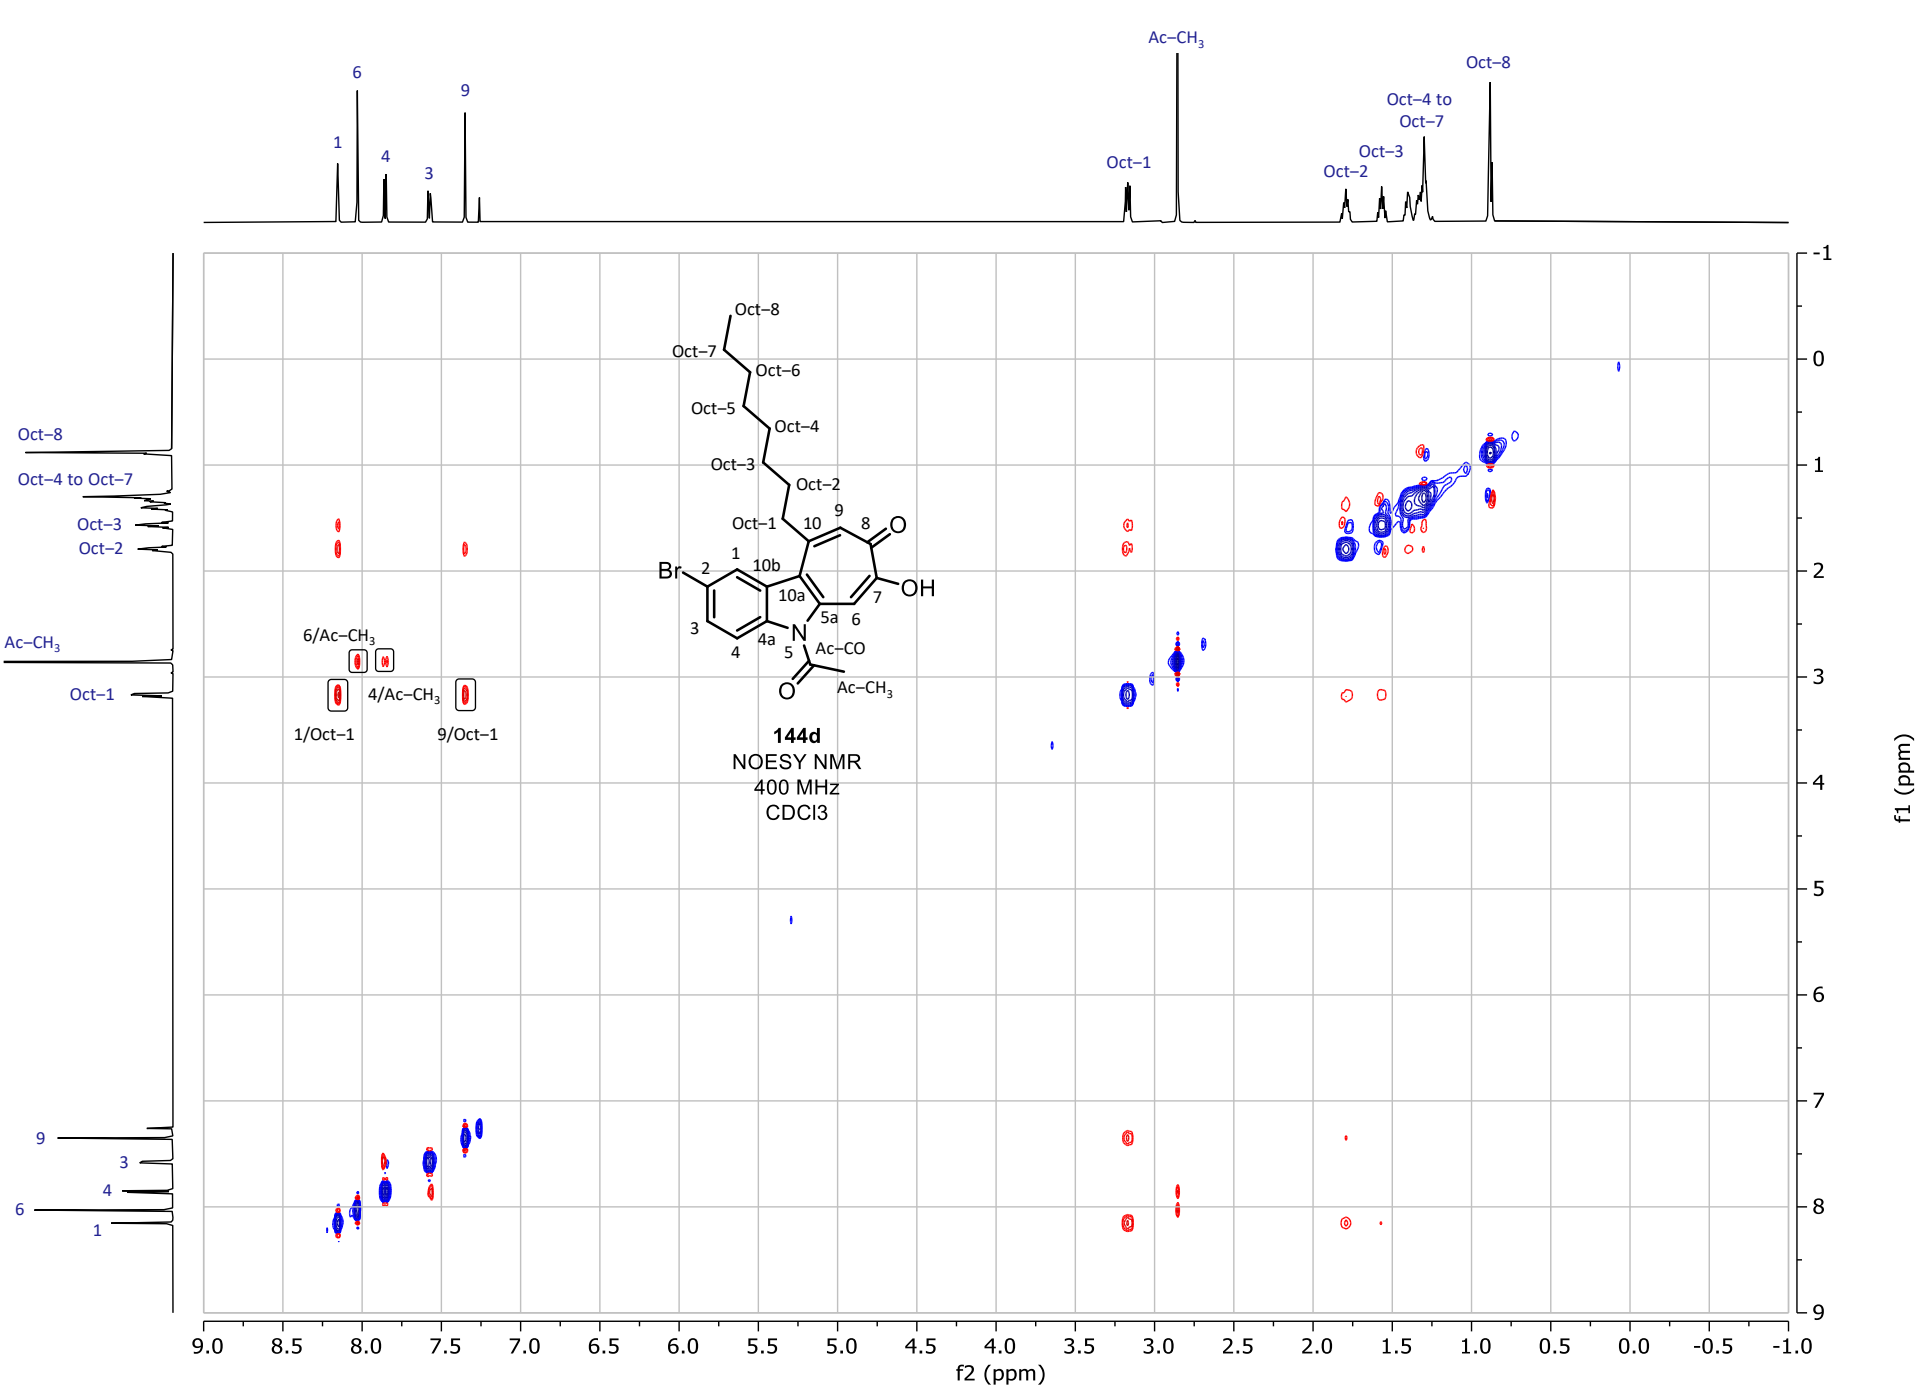 Ac–CH3
6
Oct–8
9
Oct–4 to
Oct–7
1
4
Oct–3
3
Oct–1
Oct–2
-1
Oct–8
Oct–7
0
Oct–6
Oct–5
Oct–4
Oct–8
Oct–3
1
Oct–4 to Oct–7
Oct–2
Oct–3
Oct–1
10
9
8
O
Oct–2
1
10b
Br
2
2
10a
7
OH
5a
6
3
4a
N
4
5
Ac–CO
6/Ac–CH3
Ac–CH3
O
Ac–CH3
3
Oct–1
4/Ac–CH3
1/Oct–1
9/Oct–1
144d
NOESY NMR
400 MHz
CDCl3
4
f1 (ppm)
5
6
7
9
3
4
6
8
1
9
9.0 8.5 8.0 7.5 7.0 6.5 6.0 5.5 5.0 4.5 4.0 3.5 3.0 2.5 2.0 1.5 1.0 0.5 0.0 -0.5 -1.0
f2 (ppm)